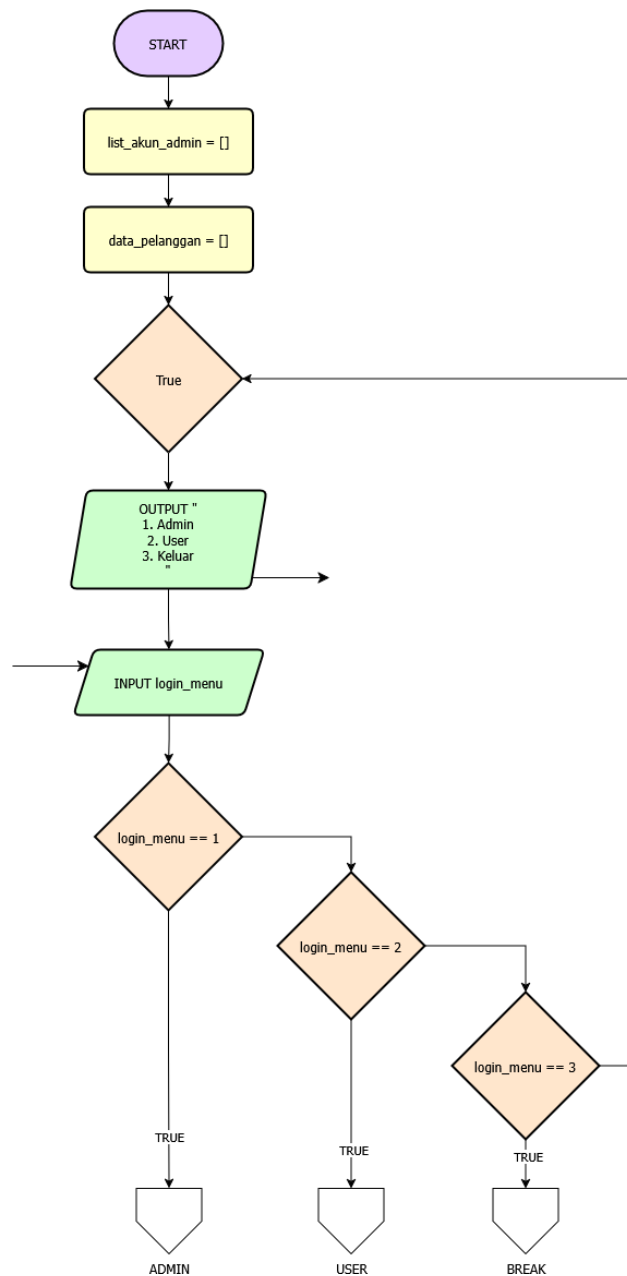 START
list_akun_admin = []
data_pelanggan = []
True
OUTPUT "
1. Admin
2. User
3. Keluar
"
INPUT login_menu
login_menu == 1
login_menu == 2
login_menu == 3
TRUE
TRUE
TRUE
ADMIN
USER
BREAK